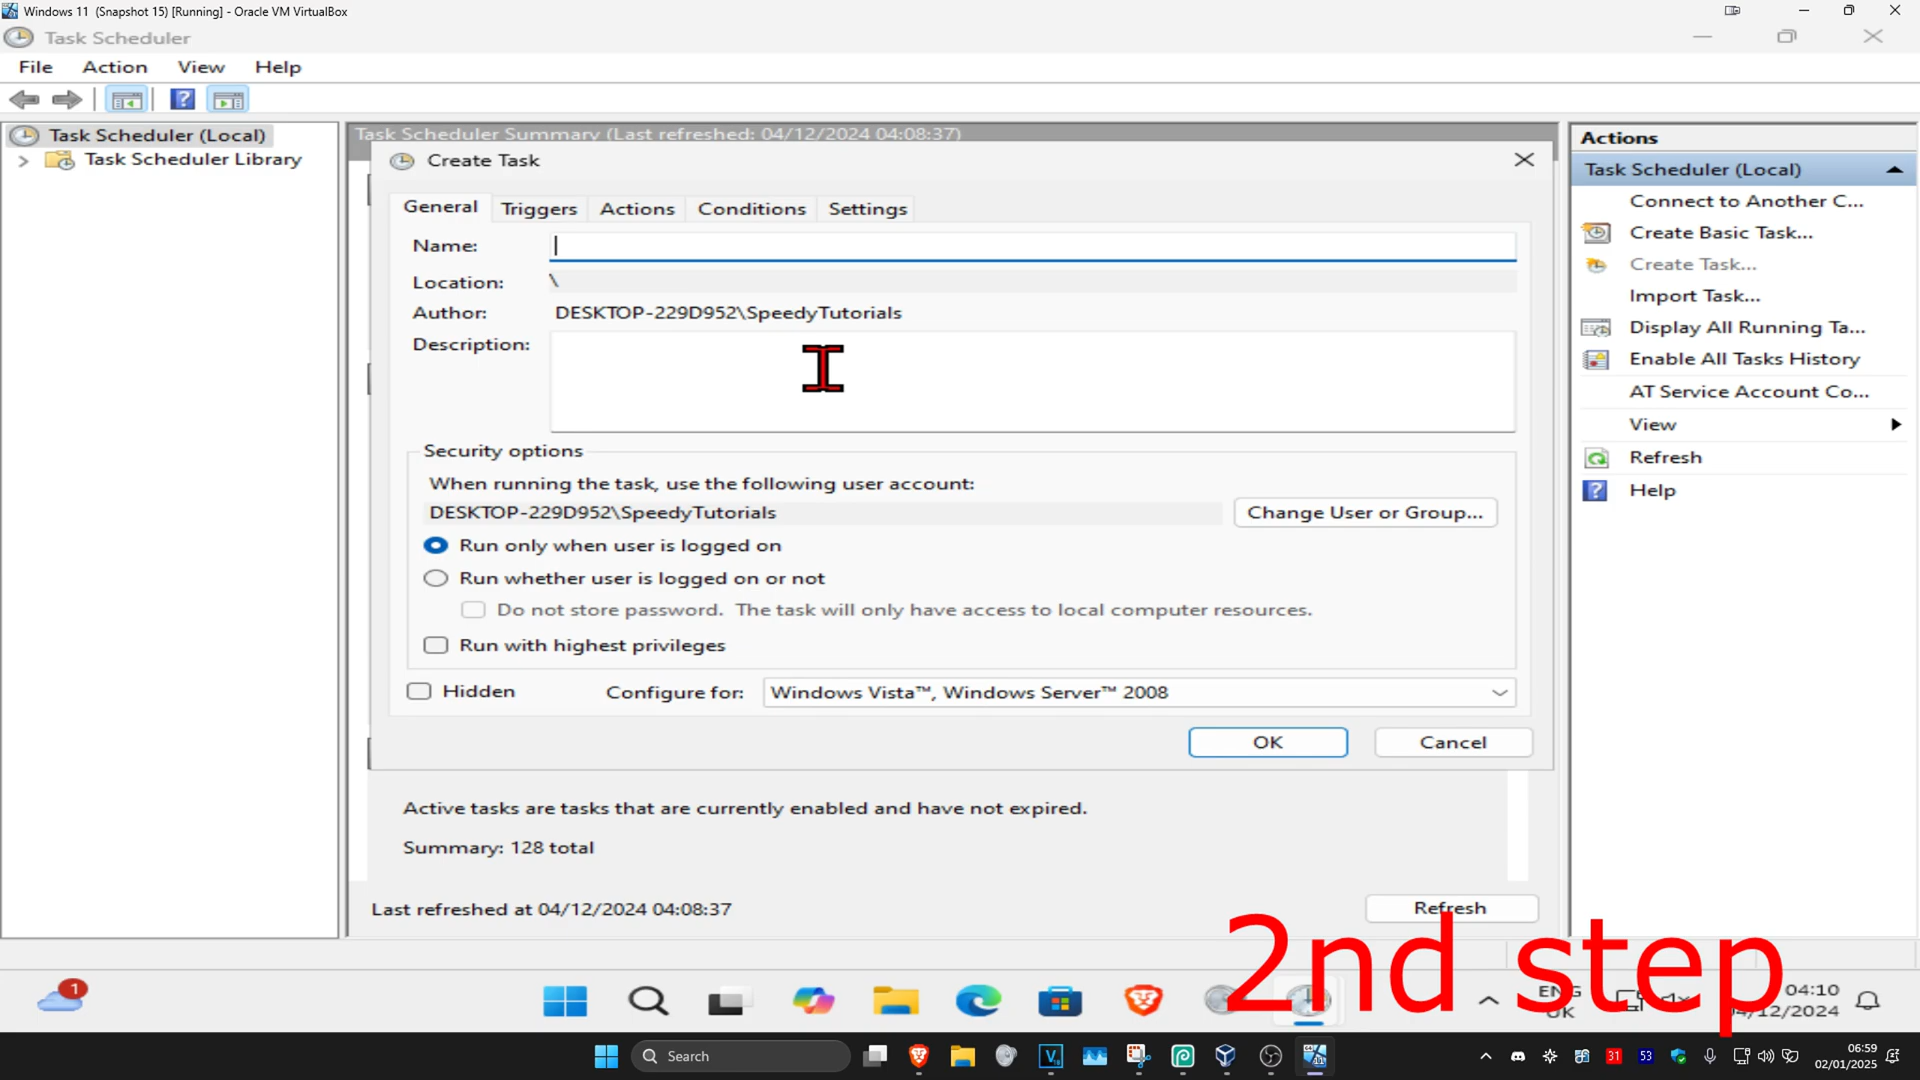 Windows 11 (Snapshot 15) [Running] - Oracle VM VirtualBox
Task Scheduler
File Action View Help
Task Scheduler (Local)
Task Scheduler Library
Task Scheduler Summary (Last refreshed: 04/12/2024 04:08:37)
Create Task
General Triggers Actions Conditions Settings
Name:
Location: \
Author: DESKTOP-229D952\SpeedyTutorials
Description:
Security options
When running the task, use the following user account:
DESKTOP-229D952\SpeedyTutorials
Change User or Group...
Run only when user is logged on
Run whether user is logged on or not
Do not store password. The task will only have access to local computer resources.
Run with highest privileges
Hidden
Configure for: Windows Vista™, Windows Server™ 2008
OK Cancel
Active tasks are tasks that are currently enabled and have not expired.
Summary: 128 total
Last refreshed at 04/12/2024 04:08:37
Refresh
Actions
Task Scheduler (Local)
Connect to Another C...
Create Basic Task...
Create Task...
Import Task...
Display All Running Ta...
Enable All Tasks History
AT Service Account Co...
View
Refresh
Help
2nd step
1
ENG
UK
04:10
04/12/2024
Search
31
53
06:59
02/01/2025